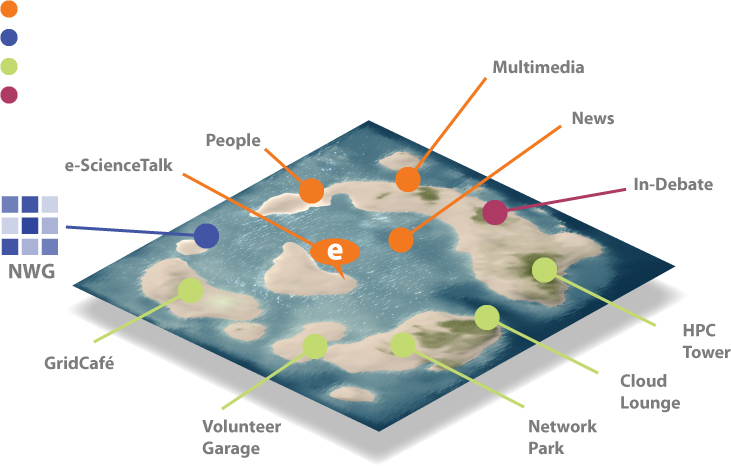 Multimedia
News
People
e-ScienceTalk
In-Debate
e
NWG
HPC
Tower
GridCafé
Cloud
Lounge
Volunteer
Garage
Network
Park